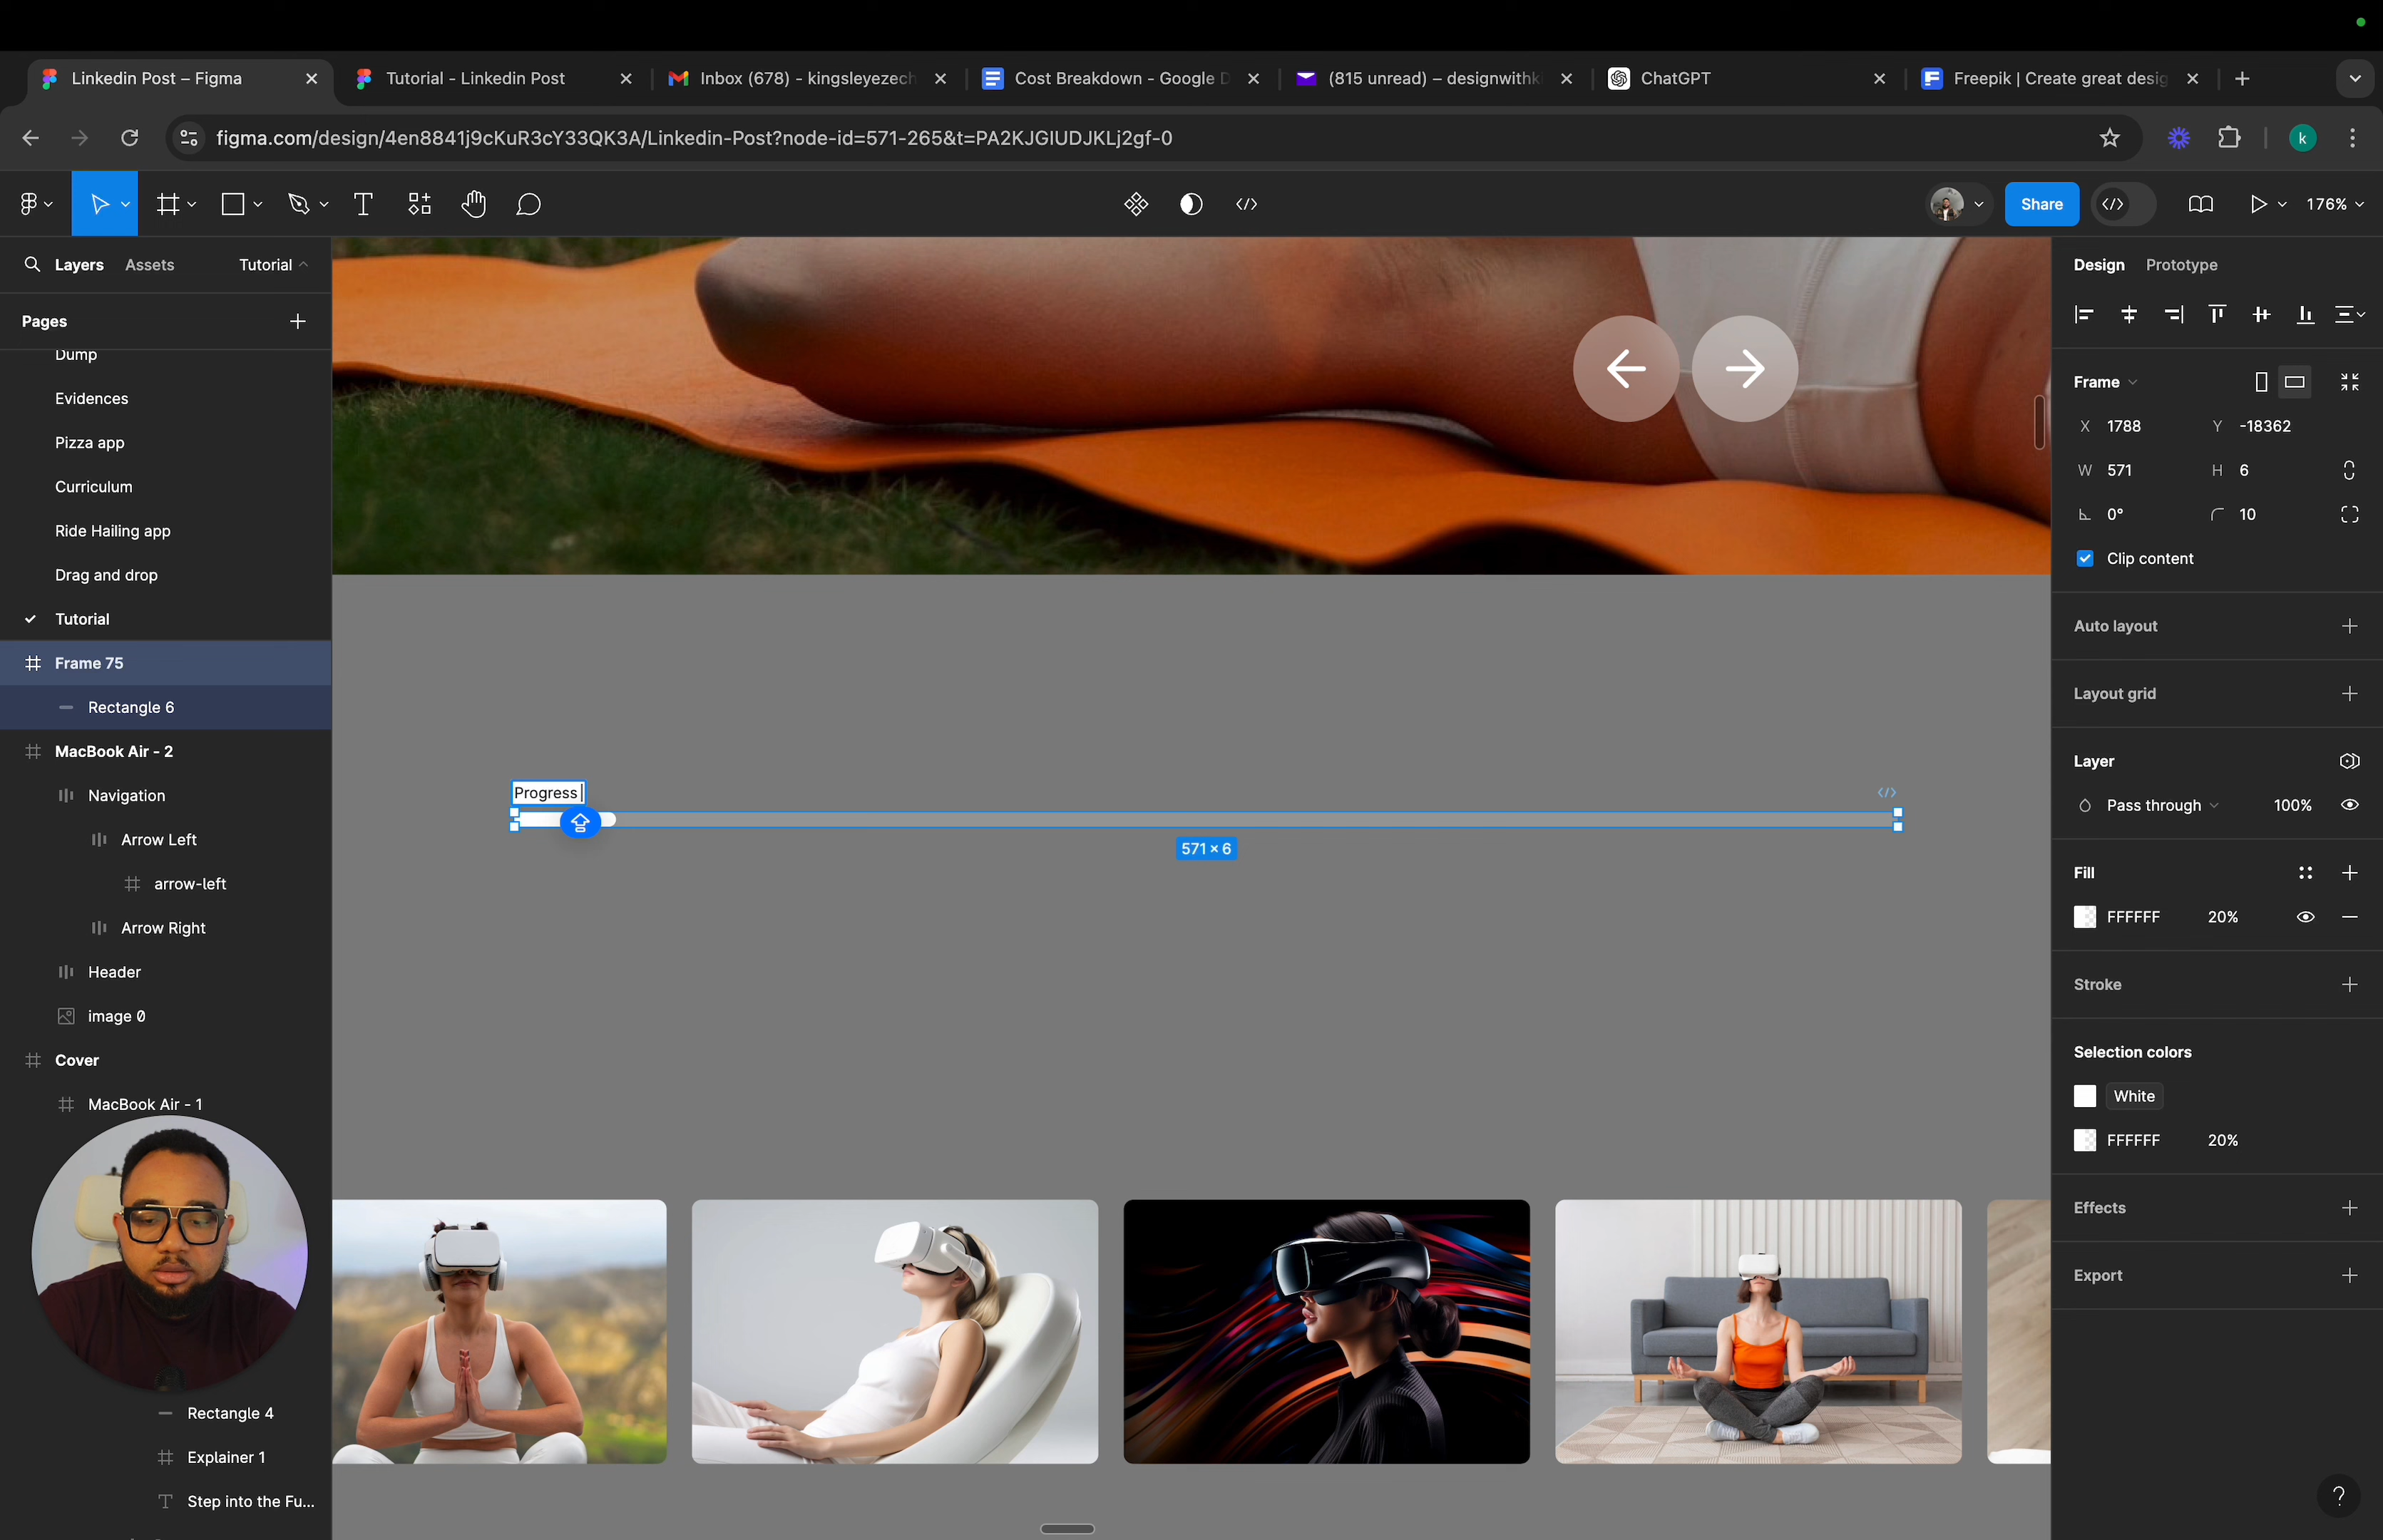 Linkedin Post – Figma
Tutorial - Linkedin Post
Inbox (678) - kingsleyezech
Cost Breakdown - Google D
(815 unread) – designwithki
ChatGPT
Freepik | Create great desig
figma.com/design/4en8841j9cKuR3cY33QK3A/Linkedin-Post?node-id=571-265&t=PA2KJGIUDJKLj2gf-0
k
Share
176%
Layers
Assets
Tutorial
Pages
Dump
Evidences
Pizza app
Curriculum
Ride Hailing app
Drag and drop
Tutorial
Frame 75
Rectangle 6
MacBook Air - 2
Navigation
Arrow Left
arrow-left
Arrow Right
Header
image 0
Cover
MacBook Air - 1
Rectangle 4
Explainer 1
Step into the Fu...
Progress
571 × 6
Design
Prototype
Frame
X 1788
Y -18362
W 571
H 6
0°
10
Clip content
Auto layout
Layout grid
Layer
Pass through
100%
Fill
FFFFFF
20%
Stroke
Selection colors
White
FFFFFF
20%
Effects
Export
?